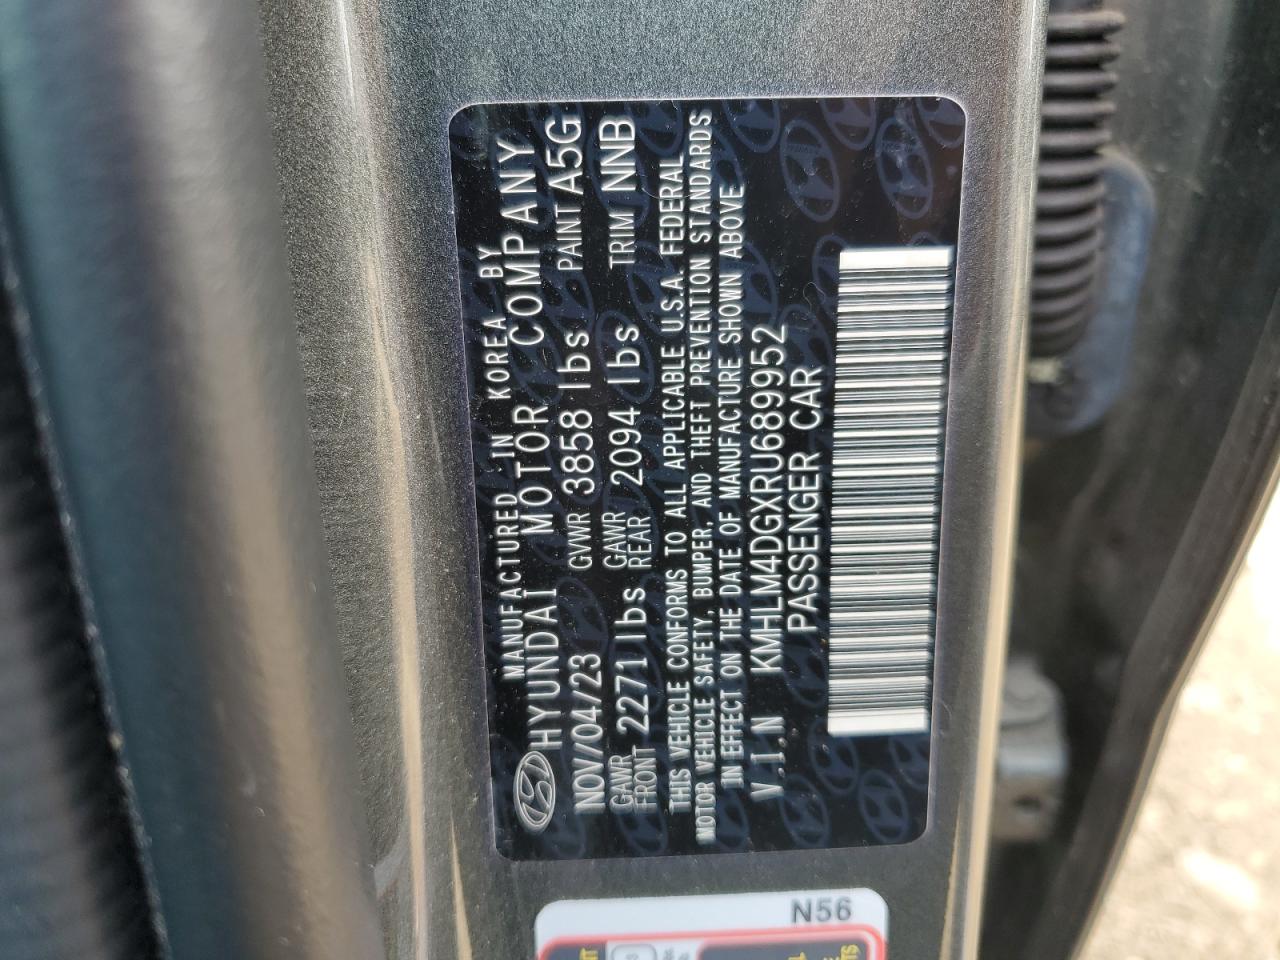 MANUFACTURED IN KOREA BY
HYUNDAI MOTOR COMPANY
NOV/04/23 GVWR 3858 lbs PAINT A5G
GAWR FRONT 2271 lbs GAWR REAR 2094 lbs TRIM NNB
THIS VEHICLE CONFORMS TO ALL APPLICABLE U.S.A. FEDERAL
MOTOR VEHICLE SAFETY, BUMPER, AND THEFT PREVENTION STANDARDS
IN EFFECT ON THE DATE OF MANUFACTURE SHOWN ABOVE
V.I.N KMHLM4DGXRU689952
PASSENGER CAR
N56